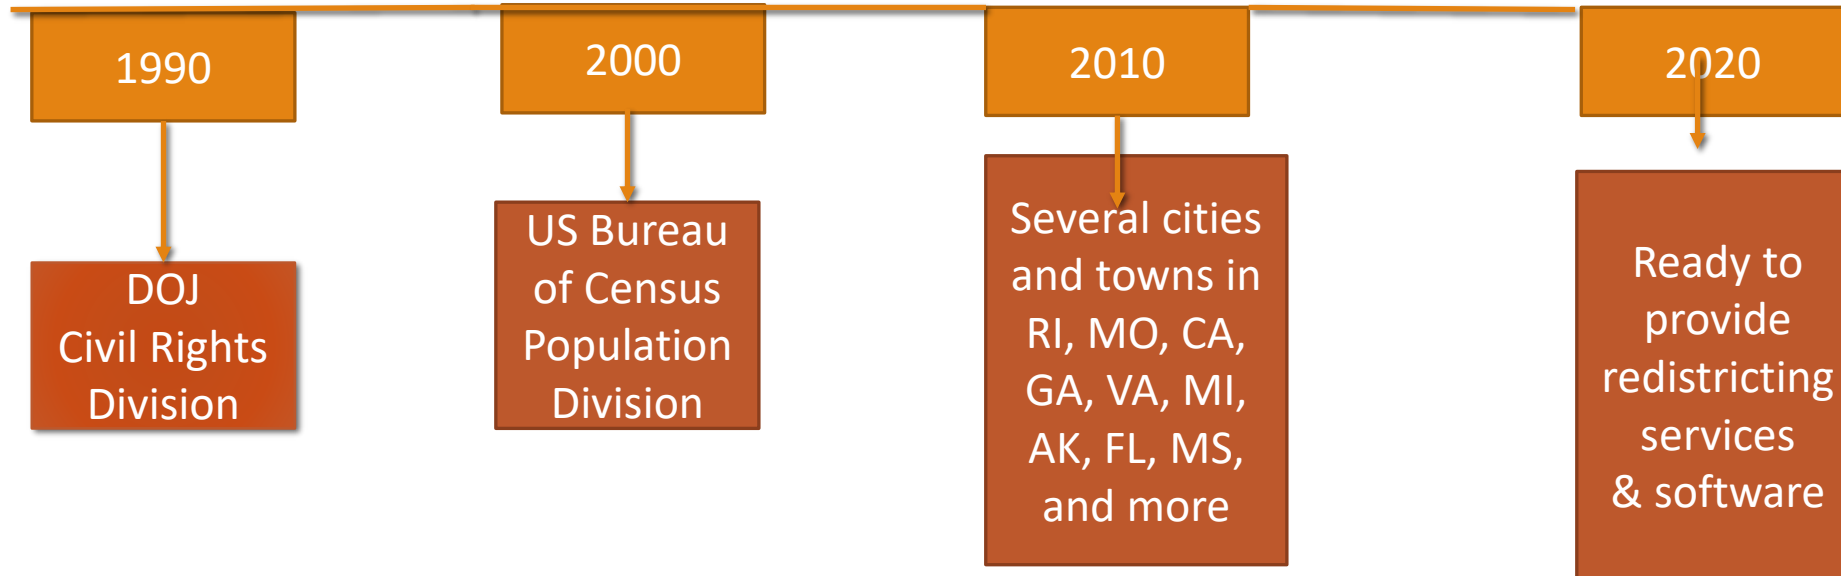 1990
DOJ
Civil Rights
Division
2000
US Bureau
of Census
Population
Division
2010
Several cities
and towns in
RI, MO, CA,
GA, VA, MI,
AK, FL, MS,
and more
2020
Ready to
provide
redistricting
services
& software